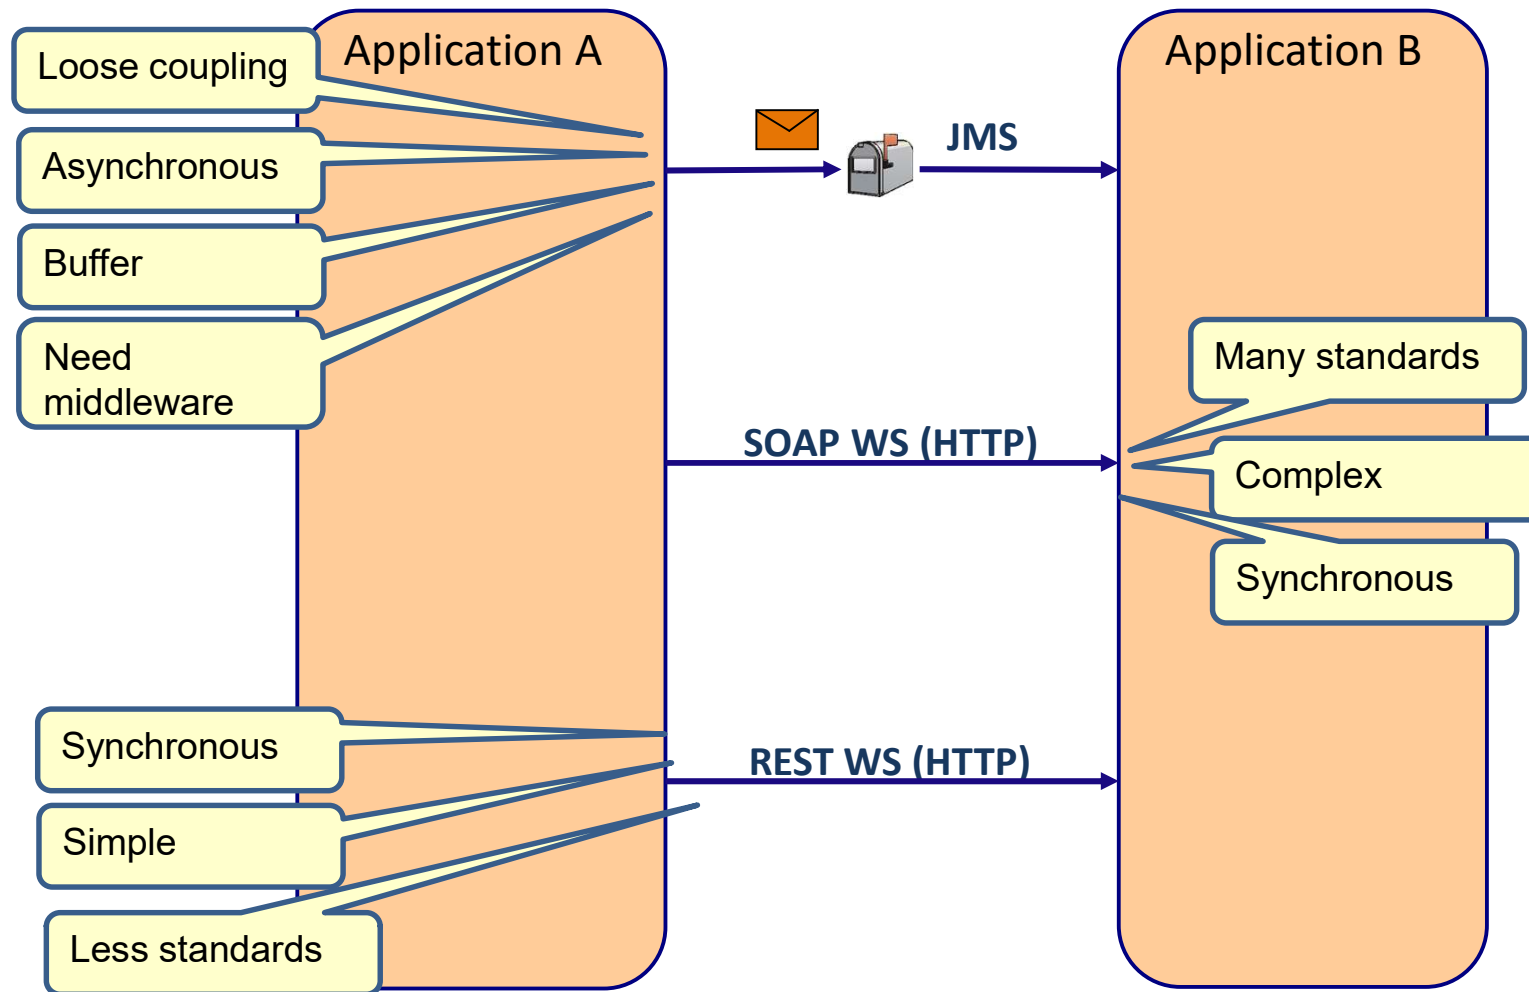 Application A
Application B
Loose coupling
Asynchronous
Buffer
Need
middleware
JMS
Many standards
SOAP WS (HTTP)
Complex
Synchronous
Synchronous
REST WS (HTTP)
Simple
Less standards